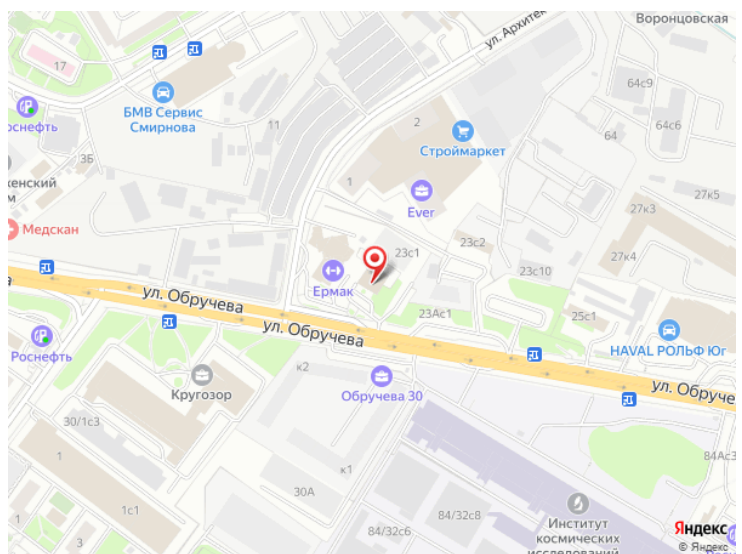 Воронцовская
ул. Архитек
17
64с9
БМВ Сервис
Смирнова
Роснефть
11
2
64
64с6
Строймаркет
3Б
женский
м
1
Ever
27к5
27к3
Медскан
23с1
23с2
27к4
23с10
Ермак
ул. Обручева
а
23Ас1
25с1
ул. Обручева
Роснефть
HAVAL РОЛЬФ Юг
к2
Кругозор
Обручева 30
ул. Обруче
30/1с3
1
к1
84Ас3
30А
1с1
84/32с8
84/32с6
Институт
космических
исследований
1
3
Яндекс
© Яндекс